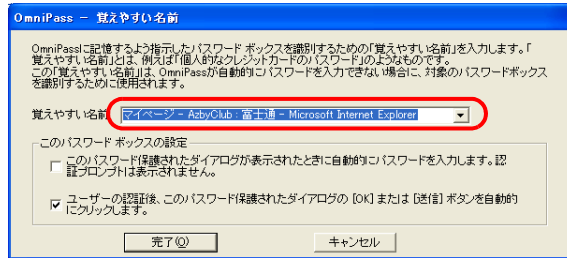 OmniPass － 覚えやすい名前
OmniPassに記憶するよう指定したパスワード ボックスを識別するための「覚えやすい名前」を入力します。「
覚えやすい名前」とは、例えば「個人的なクレジットカードのパスワード」のようなものです。
この「覚えやすい名前」は、OmniPassが自動的にパスワードを入力できない場合に、対象のパスワードボックス
を識別するために使用されます。
覚えやすい名前 マイページ - AzbyClub : 富士通 - Microsoft Internet Explorer
このパスワード ボックスの設定
このパスワード保護されたダイアログが表示されたときに自動的にパスワードを入力します。認
証プロンプトは表示されません。
ユーザーの認証後、このパスワード保護されたダイアログの [OK] または [送信] ボタンを自動的
にクリックします。
完了(O) キャンセル